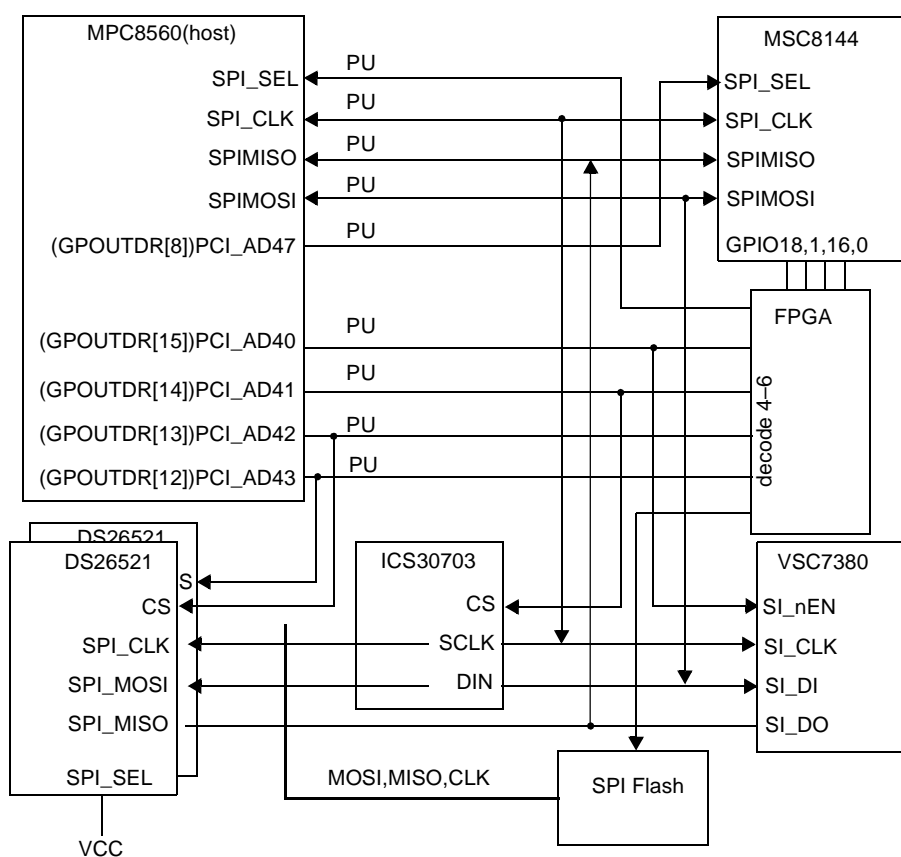 MPC8560(host)
MSC8144
SPI_SEL
PU
SPI_SEL
SPI_CLK
PU
SPI_CLK
SPIMISO
PU
SPIMISO
SPIMOSI
PU
SPIMOSI
(GPOUTDR[8])PCI_AD47
PU
GPIO18,1,16,0
FPGA
(GPOUTDR[15])PCI_AD40
PU
(GPOUTDR[14])PCI_AD41
PU
(GPOUTDR[13])PCI_AD42
PU
(GPOUTDR[12])PCI_AD43
PU
decode 4–6
DS26521
DS26521
S
CS
SPI_CLK
SPI_MOSI
SPI_MISO
SPI_SEL
VCC
ICS30703
CS
SCLK
DIN
VSC7380
SI_nEN
SI_CLK
SI_DI
SI_DO
MOSI,MISO,CLK
SPI Flash